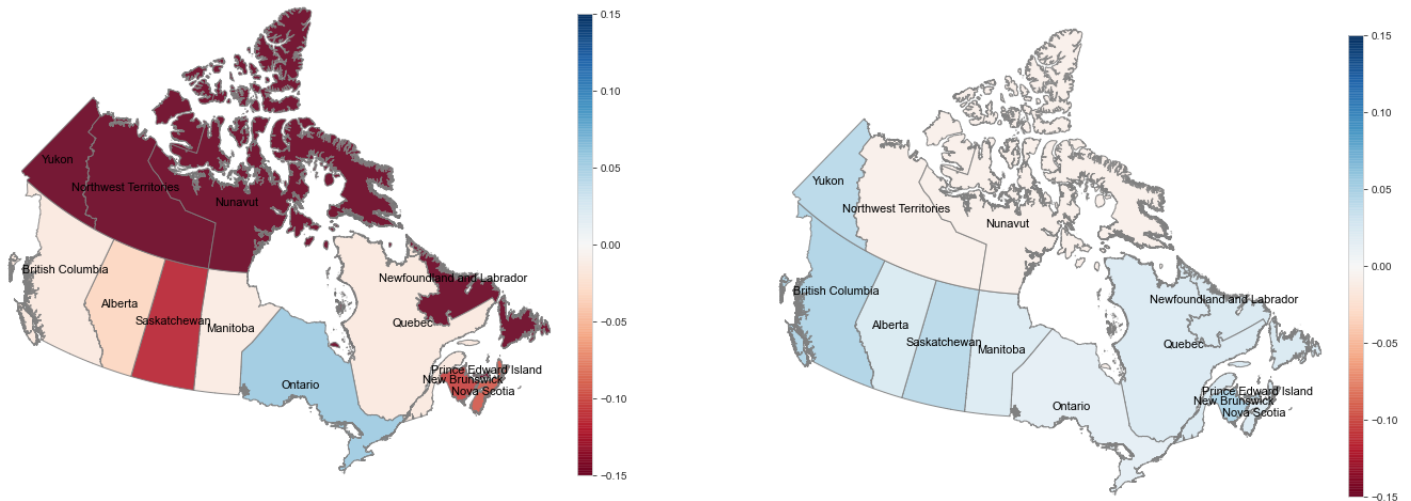 0.15
0.10
0.05
0.00
−0.05
−0.10
−0.15
Yukon
Northwest Territories
Nunavut
British Columbia
Alberta
Saskatchewan
Manitoba
Newfoundland and Labrador
Quebec
Ontario
Prince Edward Island
New Brunswick
Nova Scotia
0.15
0.10
0.05
0.00
−0.05
−0.10
−0.15
Yukon
Northwest Territories
Nunavut
British Columbia
Alberta
Saskatchewan
Manitoba
Newfoundland and Labrador
Quebec
Ontario
Prince Edward Island
New Brunswick
Nova Scotia